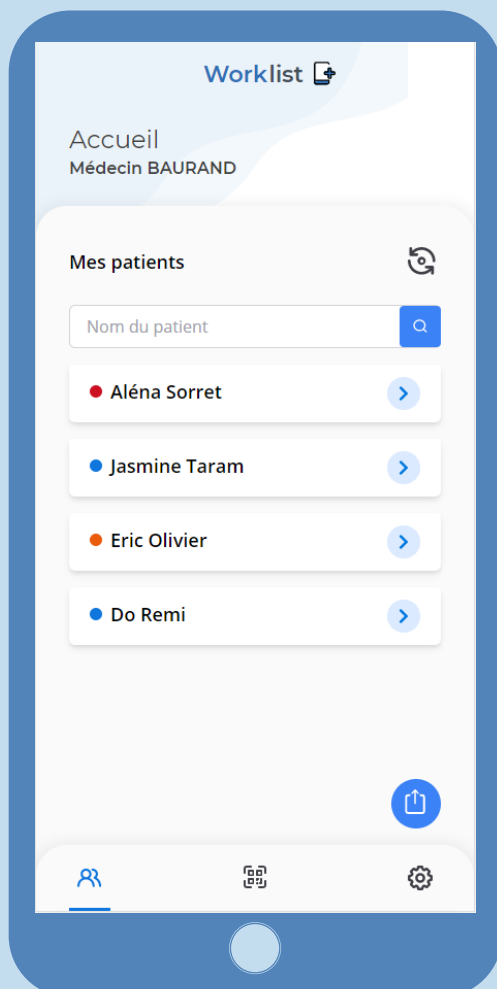 Worklist
Accueil
Médecin BAURAND
Mes patients
Nom du patient
Aléna Sorret
Jasmine Taram
Eric Olivier
Do Remi